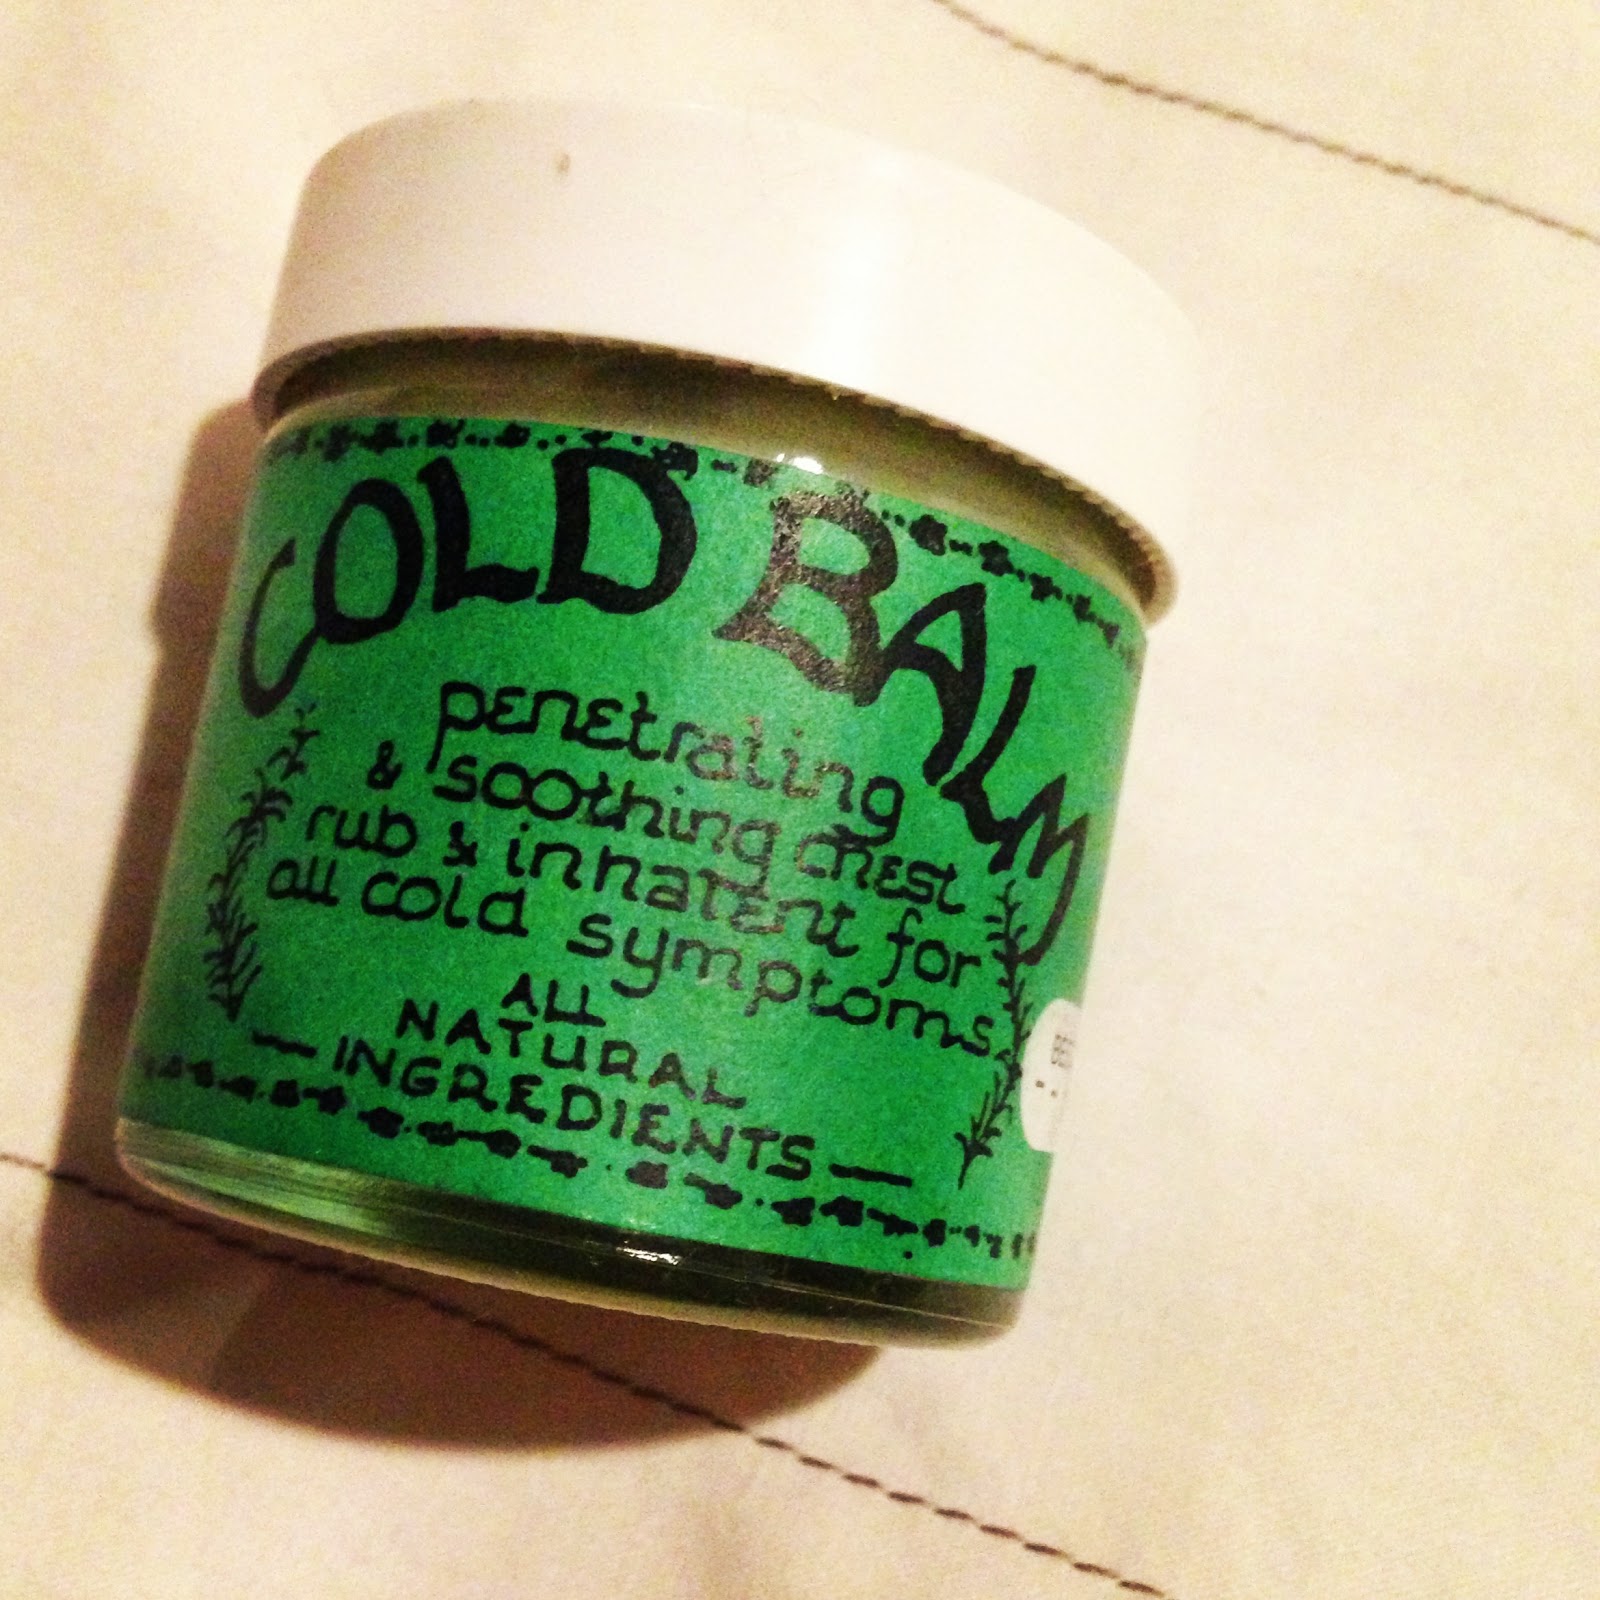 COLD BALM
penetrating
& soothing chest
rub & inhalent for
all cold symptoms.
ALL
NATURAL
INGREDIENTS